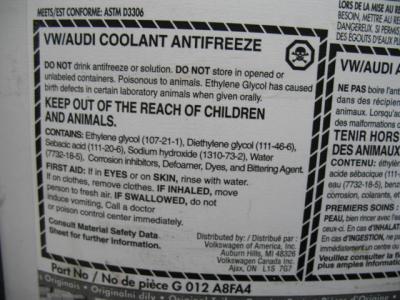 MEETS/EST CONFORME: ASTM D3306
VW/AUDI COOLANT ANTIFREEZE
DO NOT drink antifreeze or solution. DO NOT store in opened or
unlabeled containers. Poisonous to animals. Ethylene Glycol has caused
birth defects in certain laboratory animals when given orally.
KEEP OUT OF THE REACH OF CHILDREN
AND ANIMALS.
CONTAINS: Ethylene glycol (107-21-1), Diethylene glycol (111-46-6),
Sebacic acid (111-20-6), Sodium hydroxide (1310-73-2), Water
(7732-18-5), Corrosion inhibitors, Defoamer, Dyes, and Bittering Agent.
FIRST AID: If in EYES or on SKIN, rinse with water.
If on clothes, remove clothes. IF INHALED, move
person to fresh air. IF SWALLOWED, do not
induce vomiting, Call a doctor
or poison control center immediately.
Consult Material Safety Data
Sheet for further information.
Distributed by / Distribué par :
Volkswagen of America, Inc.
Auburn Hills, MI 48326
Volkswagen Canada Inc.
Ajax, ON L1S 7G7
Part No / No de pièce G 012 A8FA4
LORS DE LA MISE AU
BESOIN, METTRE AU
DANGEREUX. SI PERMIS
DES ÉGOUTS D'EAUX
VW/AUDI
NE PAS boire l'an
dans des récipien
animaux. Lorsqu'
des malformations
TENIR HORS
ET DES ANIM
CONTENU: éthylèn
acide sébacique (111
eau (7732-18-5), benz
corrosion, colorants, et
PREMIERS SOINS :
PEAU, bien rincer avec
ceux-ci. En cas d'INHALAT
En cas d'INGESTION, ne
immédiatement un
Veuillez consulter la f
plus amples informatio